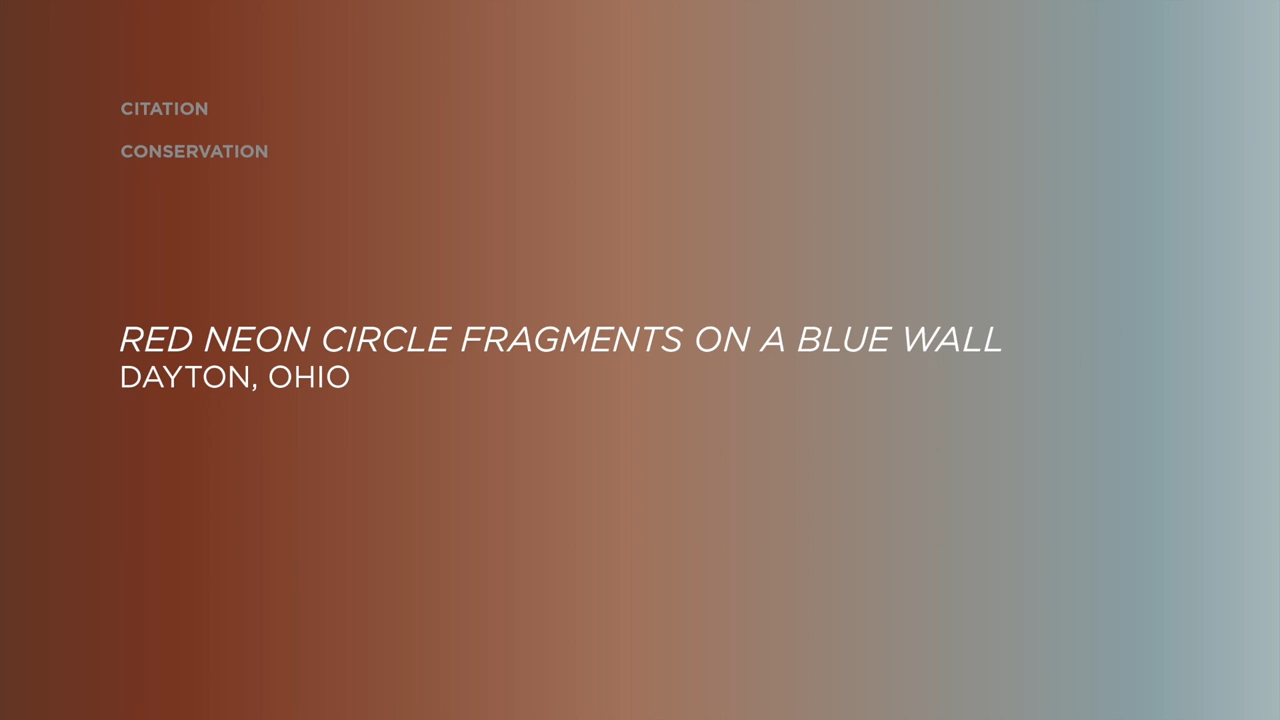 CITATION
CONSERVATION
RED NEON CIRCLE FRAGMENTS ON A BLUE WALL
DAYTON, OHIO